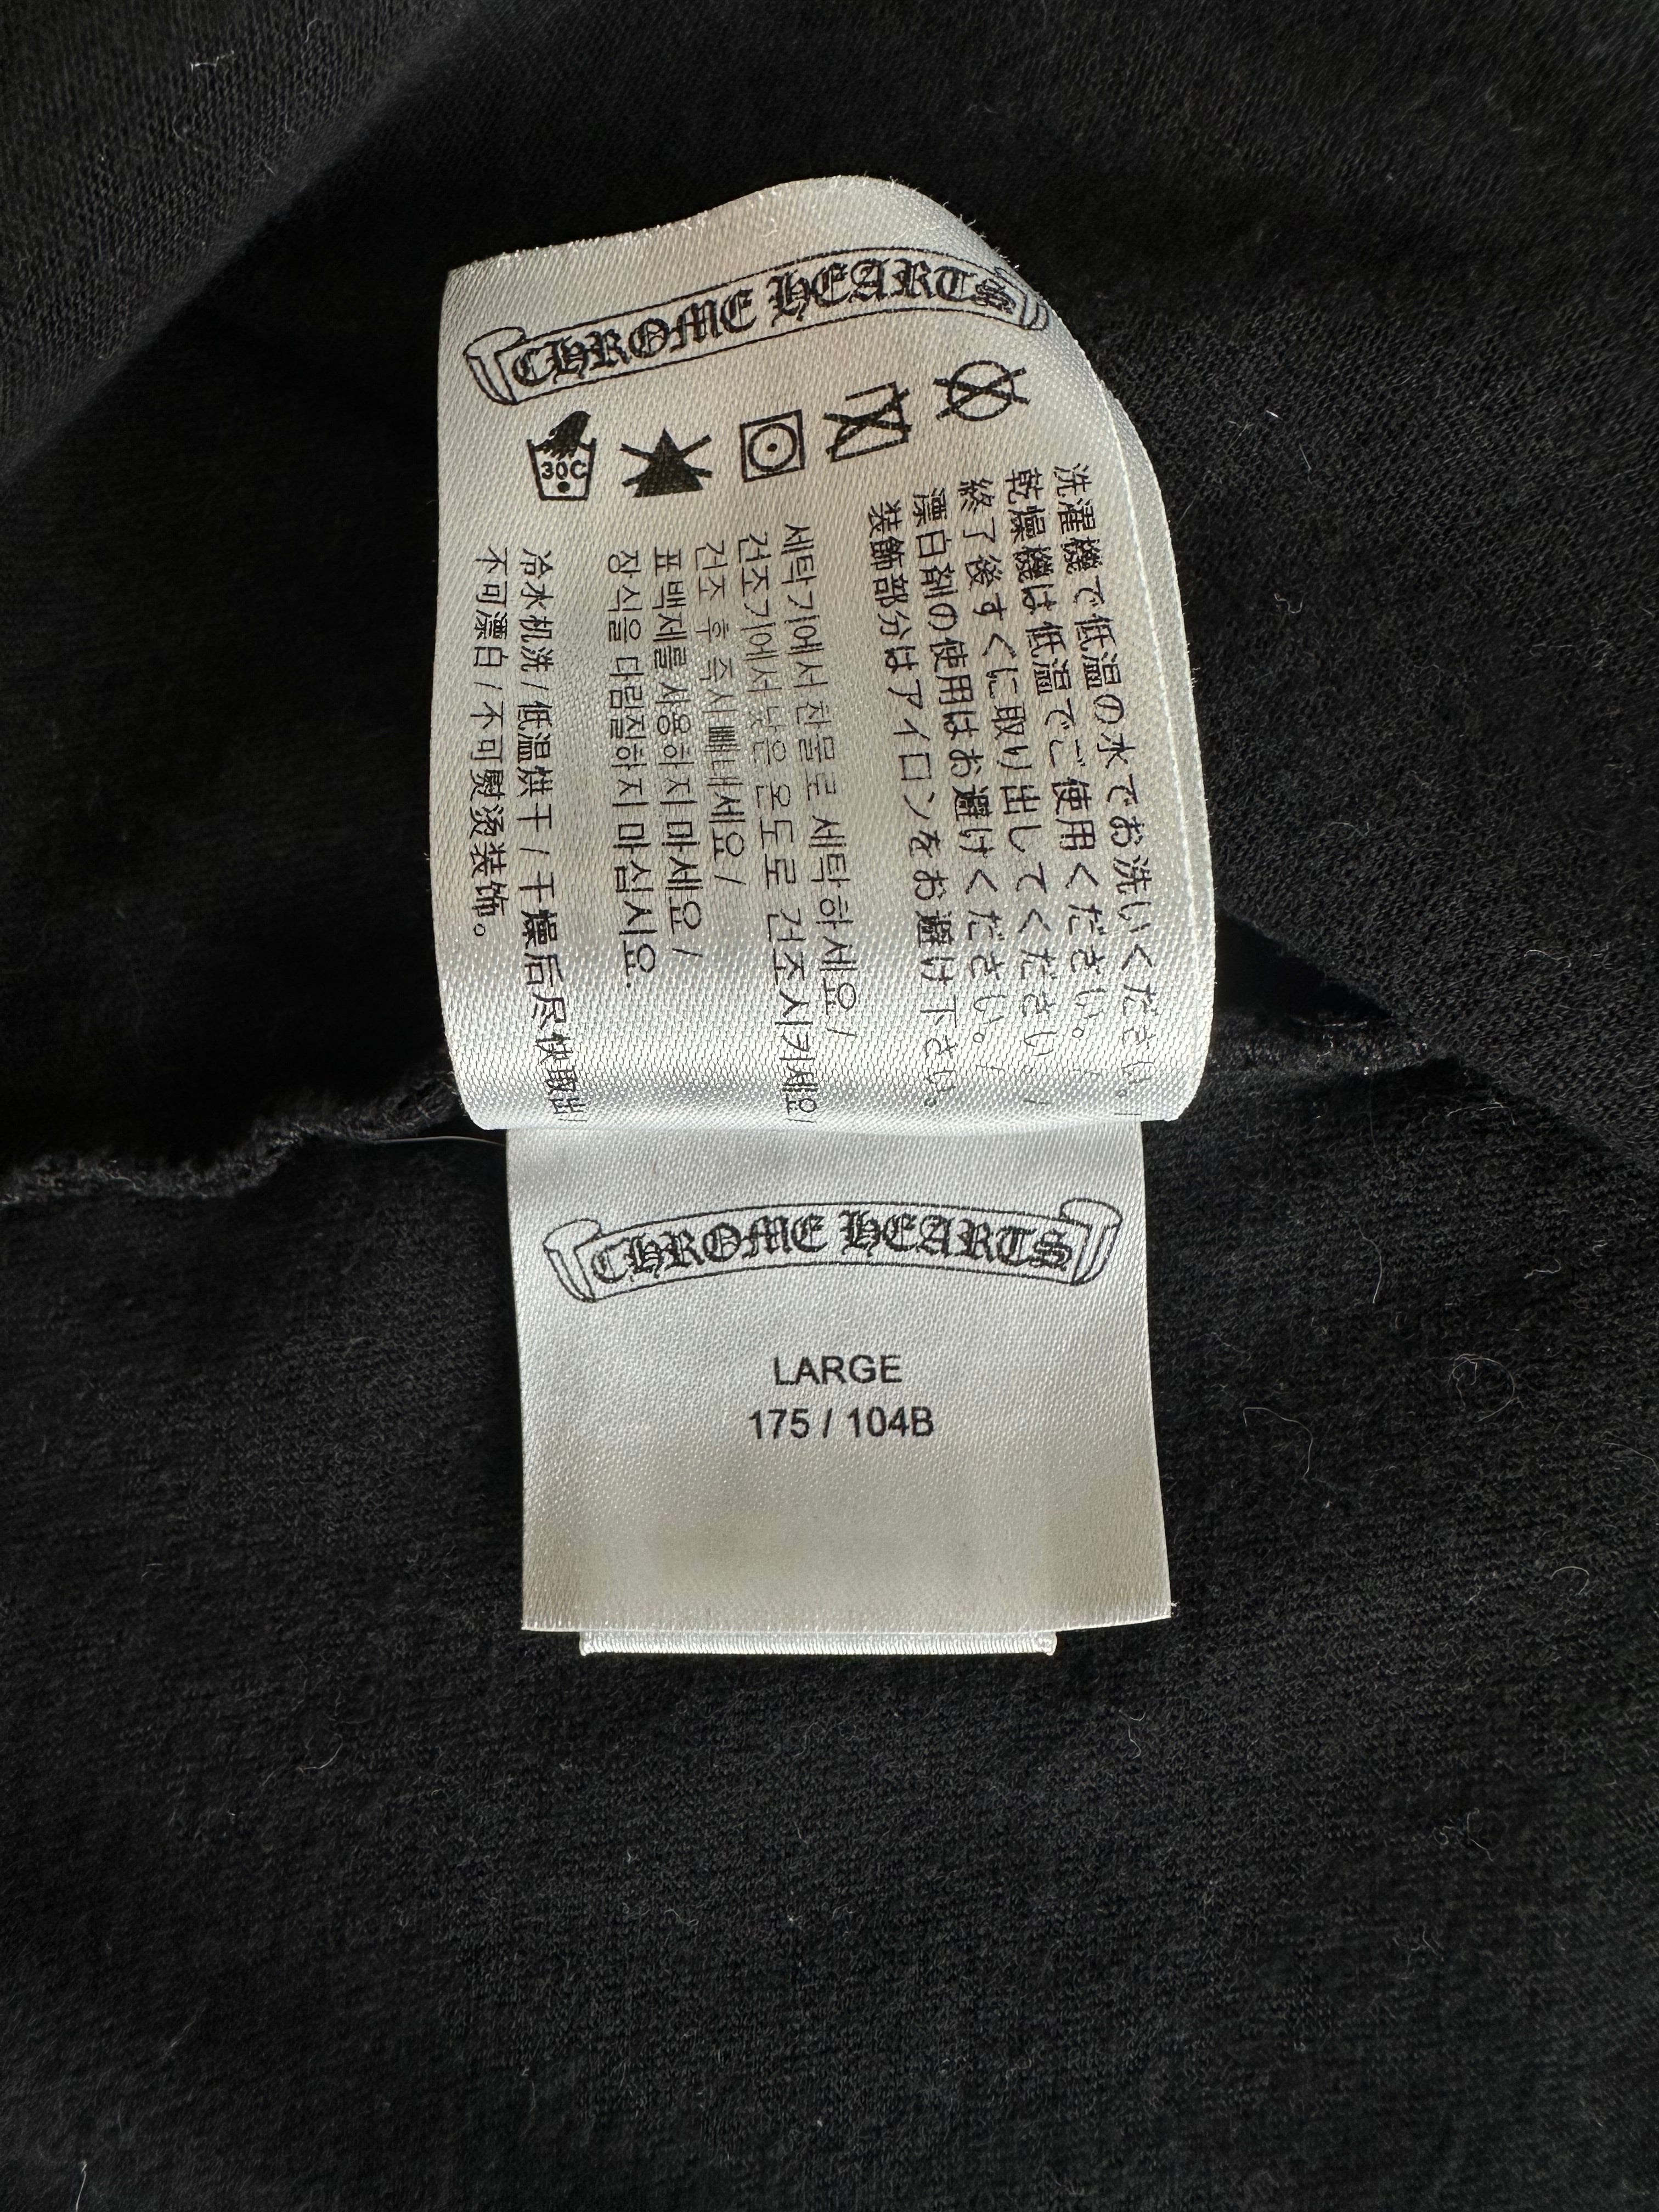 CHROME HEARTS
30C
洗濯機で低温の水でお洗いください。/
乾燥機は低温でご使用ください。/
終了後すぐに取り出してください。/
漂白剤の使用はお避けください。/
装飾部分はアイロンをお避け下さい。
세탁기에서 찬물로 세탁하세요 /
건조기에서 낮은 온도로 건조시키세요 /
건조 후 즉시 빼내세요 /
표백제를 사용하지 마세요 /
장식을 다림질하지 마십시요.
冷水机洗 / 低温烘干 / 干燥后尽快取出 /
不可漂白 / 不可熨烫装饰。
CHROME HEARTS
LARGE
175 / 104B